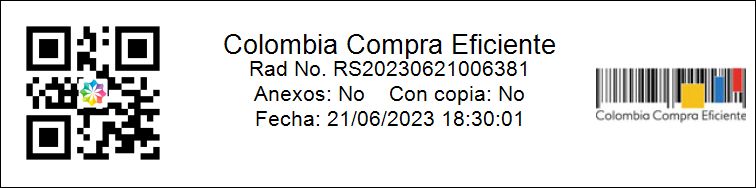 Colombia Compra Eficiente
Rad No. RS20230621006381
Anexos: No Con copia: No
Fecha: 21/06/2023 18:30:01
Colombia Compra Eficiente